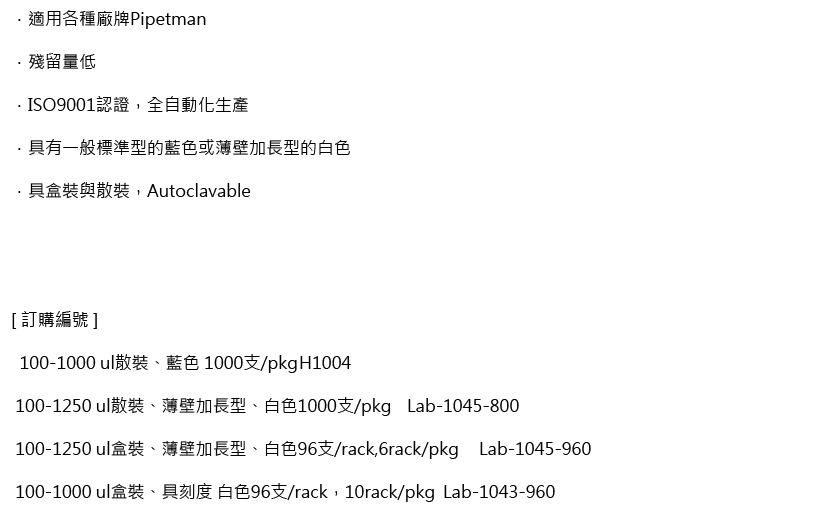 ．適用各種廠牌Pipetman
．殘留量低
．ISO9001認證，全自動化生產
．具有一般標準型的藍色或薄壁加長型的白色
．具盒裝與散裝，Autoclavable
[ 訂購編號 ]
100-1000 ul散裝、藍色 1000支/pkgH1004
100-1250 ul散裝、薄壁加長型、白色1000支/pkg Lab-1045-800
100-1250 ul盒裝、薄壁加長型、白色96支/rack,6rack/pkg Lab-1045-960
100-1000 ul盒裝、具刻度 白色96支/rack，10rack/pkg Lab-1043-960